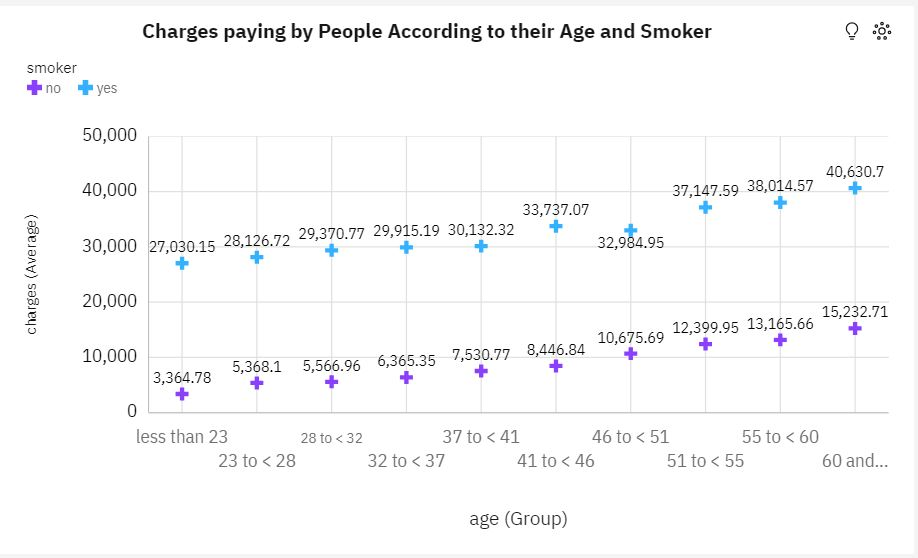 Charges paying by People According to their Age and Smoker
smoker
no yes
charges (Average)
50,000
40,000
30,000
20,000
10,000
0
27,030.15 28,126.72 29,370.77 29,915.19 30,132.32 33,737.07 32,984.95 37,147.59 38,014.57 40,630.7
3,364.78 5,368.1 5,566.96 6,365.35 7,530.77 8,446.84 10,675.69 12,399.95 13,165.66 15,232.71
less than 23 28 to < 32 37 to < 41 46 to < 51 55 to < 60
23 to < 28 32 to < 37 41 to < 46 51 to < 55 60 and...
age (Group)